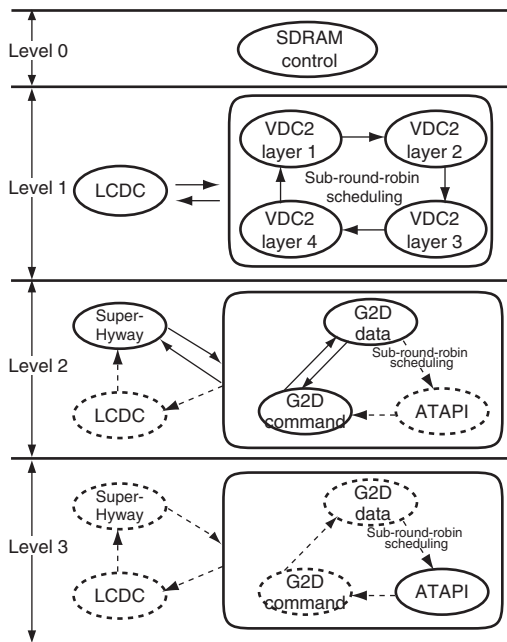 Level 0
SDRAM
control
Level 1
LCDC
VDC2
layer 1
VDC2
layer 2
Sub-round-robin
scheduling
VDC2
layer 4
VDC2
layer 3
Level 2
Super-
Hyway
LCDC
G2D
data
Sub-round-robin
scheduling
G2D
command
ATAPI
Level 3
Super-
Hyway
LCDC
G2D
data
Sub-round-robin
scheduling
G2D
command
ATAPI